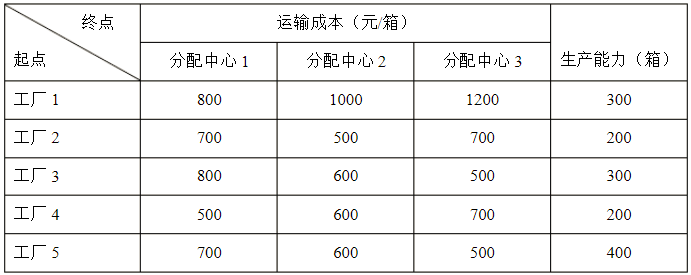 终点 运输成本（元/箱）
起点 分配中心 1 分配中心 2 分配中心 3 生产能力（箱）
工厂 1 800 1000 1200 300
工厂 2 700 500 700 200
工厂 3 800 600 500 300
工厂 4 500 600 700 200
工厂 5 700 600 500 400